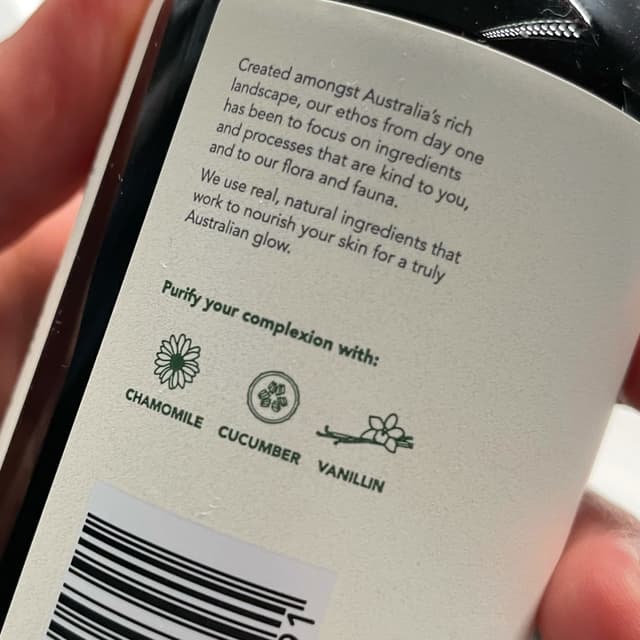 Created amongst Australia's rich
landscape, our ethos from day one
has been to focus on ingredients
and processes that are kind to you,
and to our flora and fauna.
We use real, natural ingredients that
work to nourish your skin for a truly
Australian glow.
Purify your complexion with:
CHAMOMILE
CUCUMBER
VANILLIN